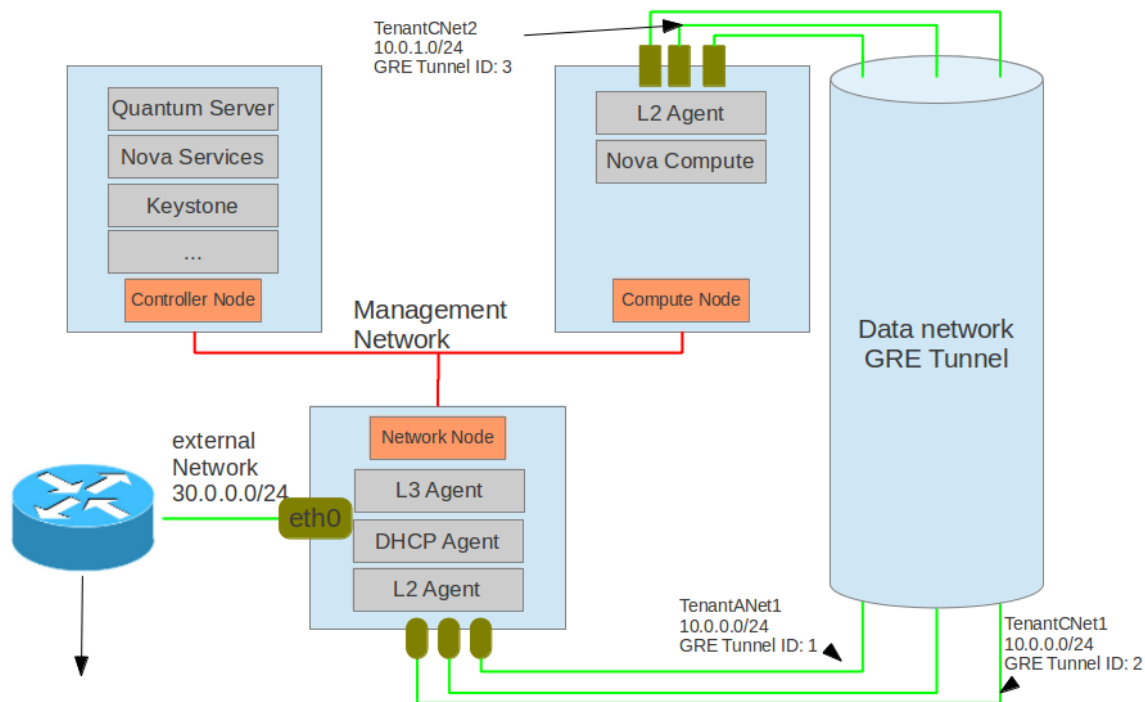 TenantCNet2
10.0.1.0/24
GRE Tunnel ID: 3
Quantum Server
Nova Services
Keystone
...
Controller Node
L2 Agent
Nova Compute
Compute Node
Data network
GRE Tunnel
Management
Network
Network Node
L3 Agent
DHCP Agent
L2 Agent
external
Network
30.0.0.0/24
eth0
TenantANet1
10.0.0.0/24
GRE Tunnel ID: 1
TenantCNet1
10.0.0.0/24
GRE Tunnel ID: 2